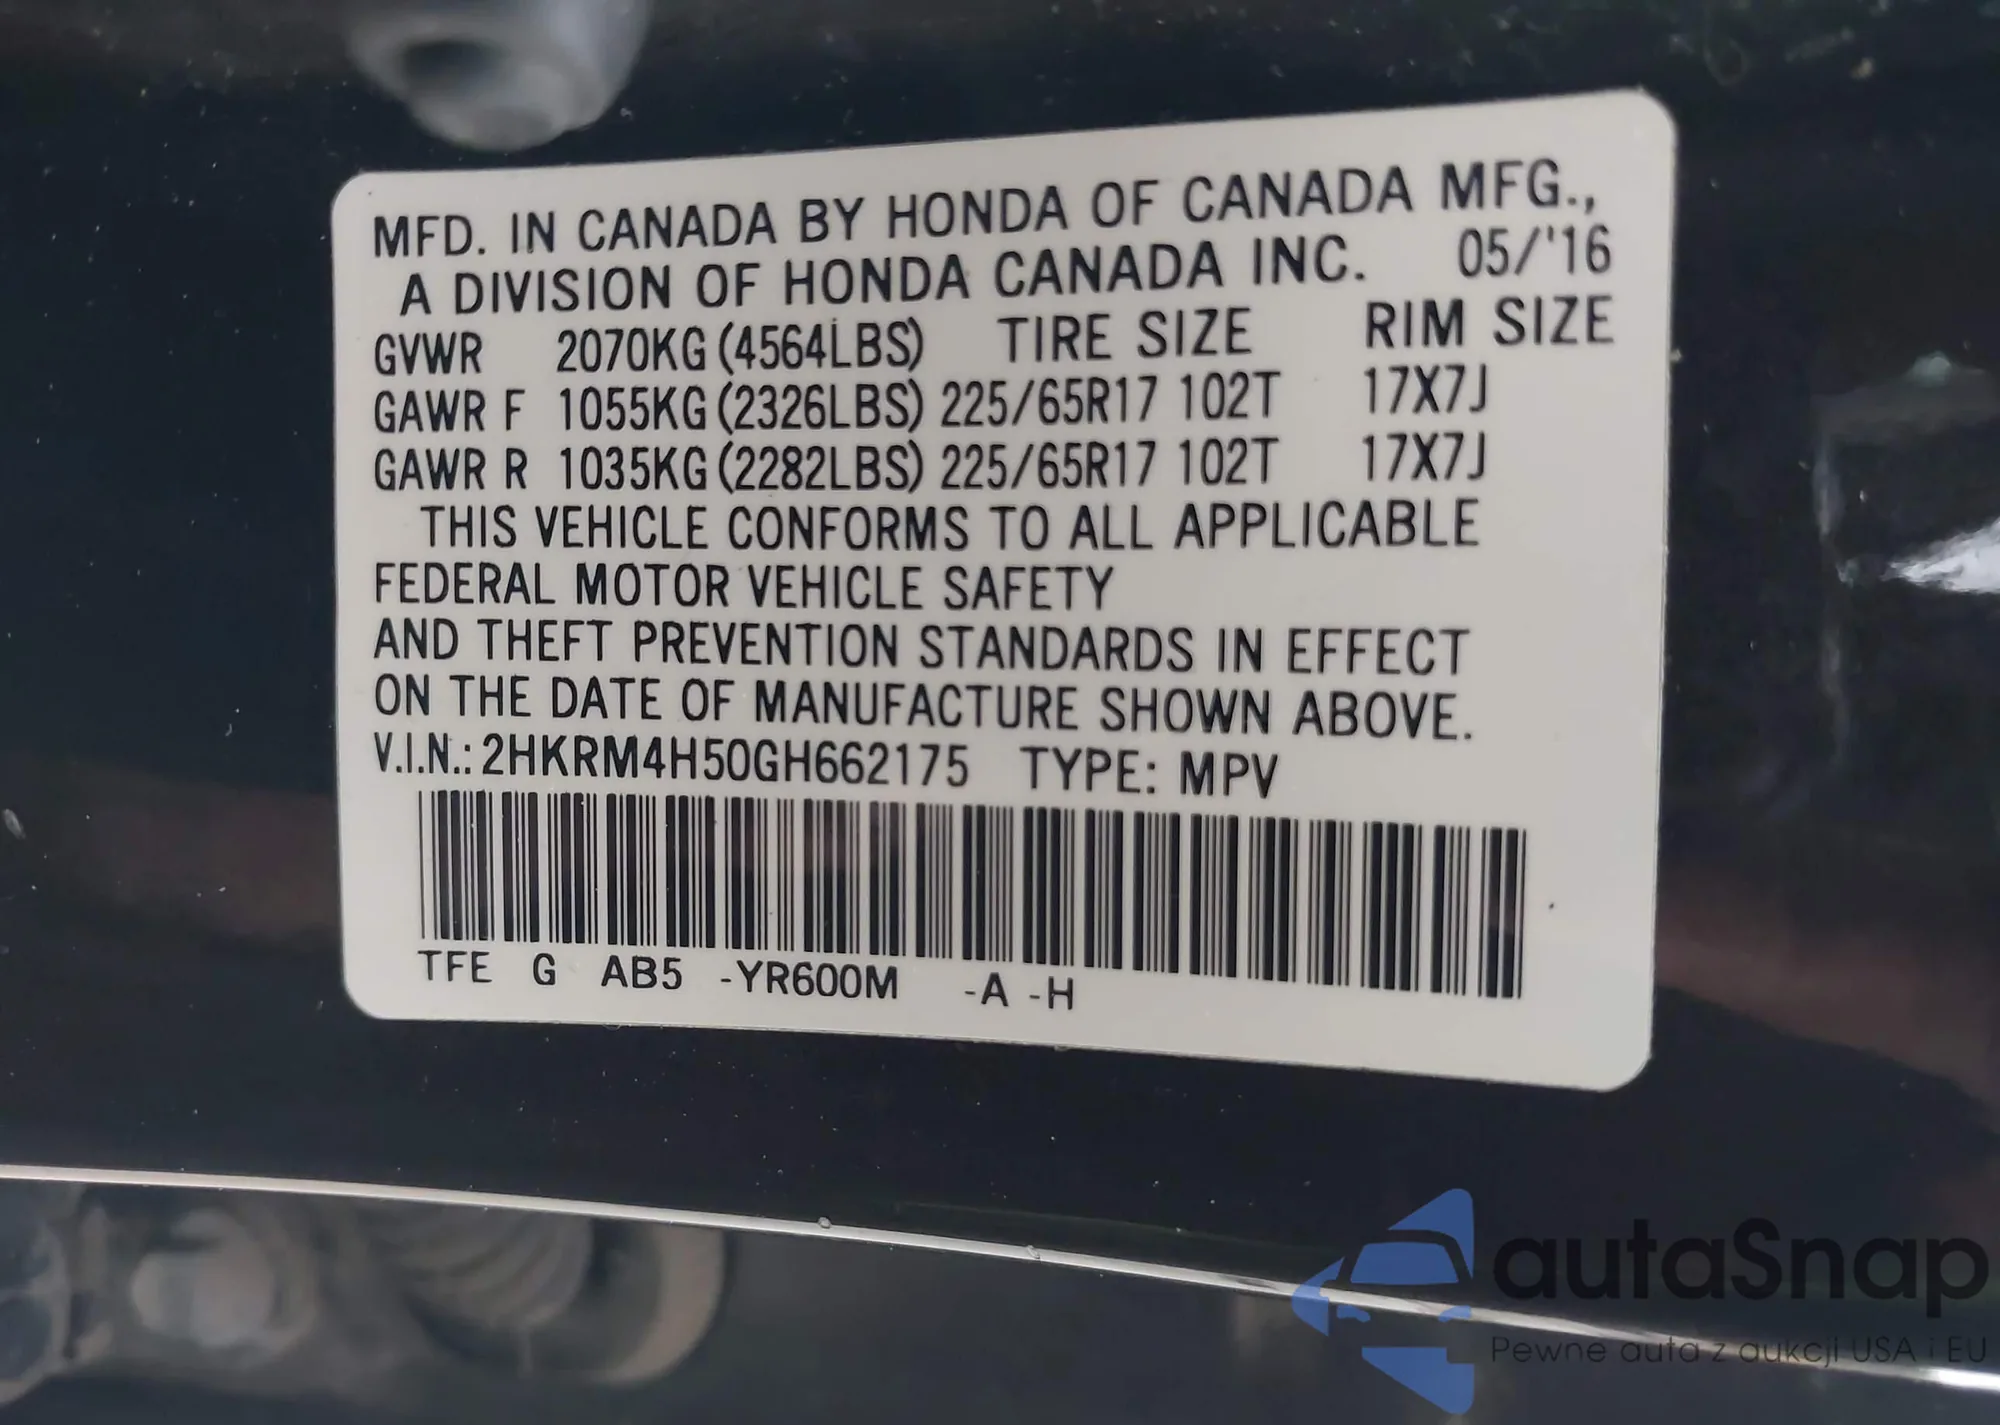 MFD. IN CANADA BY HONDA OF CANADA MFG.,
A DIVISION OF HONDA CANADA INC. 05/'16
GVWR 2070KG (4564LBS) TIRE SIZE RIM SIZE
GAWR F 1055KG (2326LBS) 225/65R17 102T 17X7J
GAWR R 1035KG (2282LBS) 225/65R17 102T 17X7J
THIS VEHICLE CONFORMS TO ALL APPLICABLE
FEDERAL MOTOR VEHICLE SAFETY
AND THEFT PREVENTION STANDARDS IN EFFECT
ON THE DATE OF MANUFACTURE SHOWN ABOVE.
V.I.N.: 2HKRM4H50GH662175 TYPE: MPV
TFE G AB5 -YR600M -A -H
autaSnap
Pewne auta z aukcji USA i EU